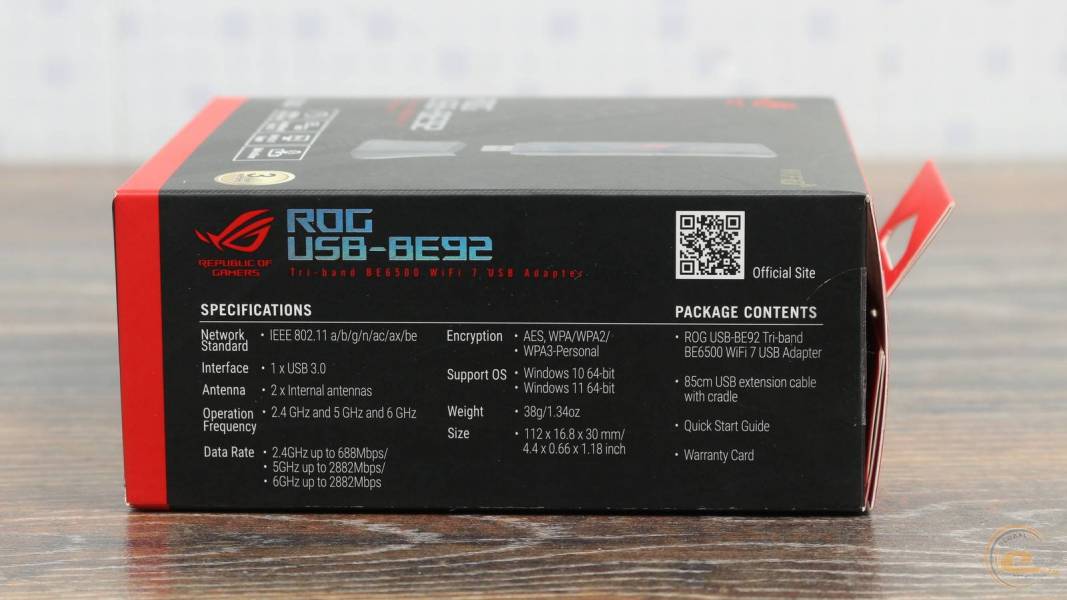 3
REPUBLIC OF
GAMERS
ROG
USB-BE92
Tri-band BE6500 WiFi 7 USB Adapter
Official Site
SPECIFICATIONS
Network
Standard
• IEEE 802.11 a/b/g/n/ac/ax/be
Interface • 1 x USB 3.0
Antenna • 2 x Internal antennas
Operation • 2.4 GHz and 5 GHz and 6 GHz
Frequency
Data Rate • 2.4GHz up to 688Mbps/
• 5GHz up to 2882Mbps/
• 6GHz up to 2882Mbps
Encryption • AES, WPA/WPA2/
• WPA3-Personal
Support OS • Windows 10 64-bit
• Windows 11 64-bit
Weight • 38g/1.34oz
Size • 112 x 16.8 x 30 mm/
4.4 x 0.66 x 1.18 inch
PACKAGE CONTENTS
• ROG USB-BE92 Tri-band
BE6500 WiFi 7 USB Adapter
• 85cm USB extension cable
with cradle
• Quick Start Guide
• Warranty Card